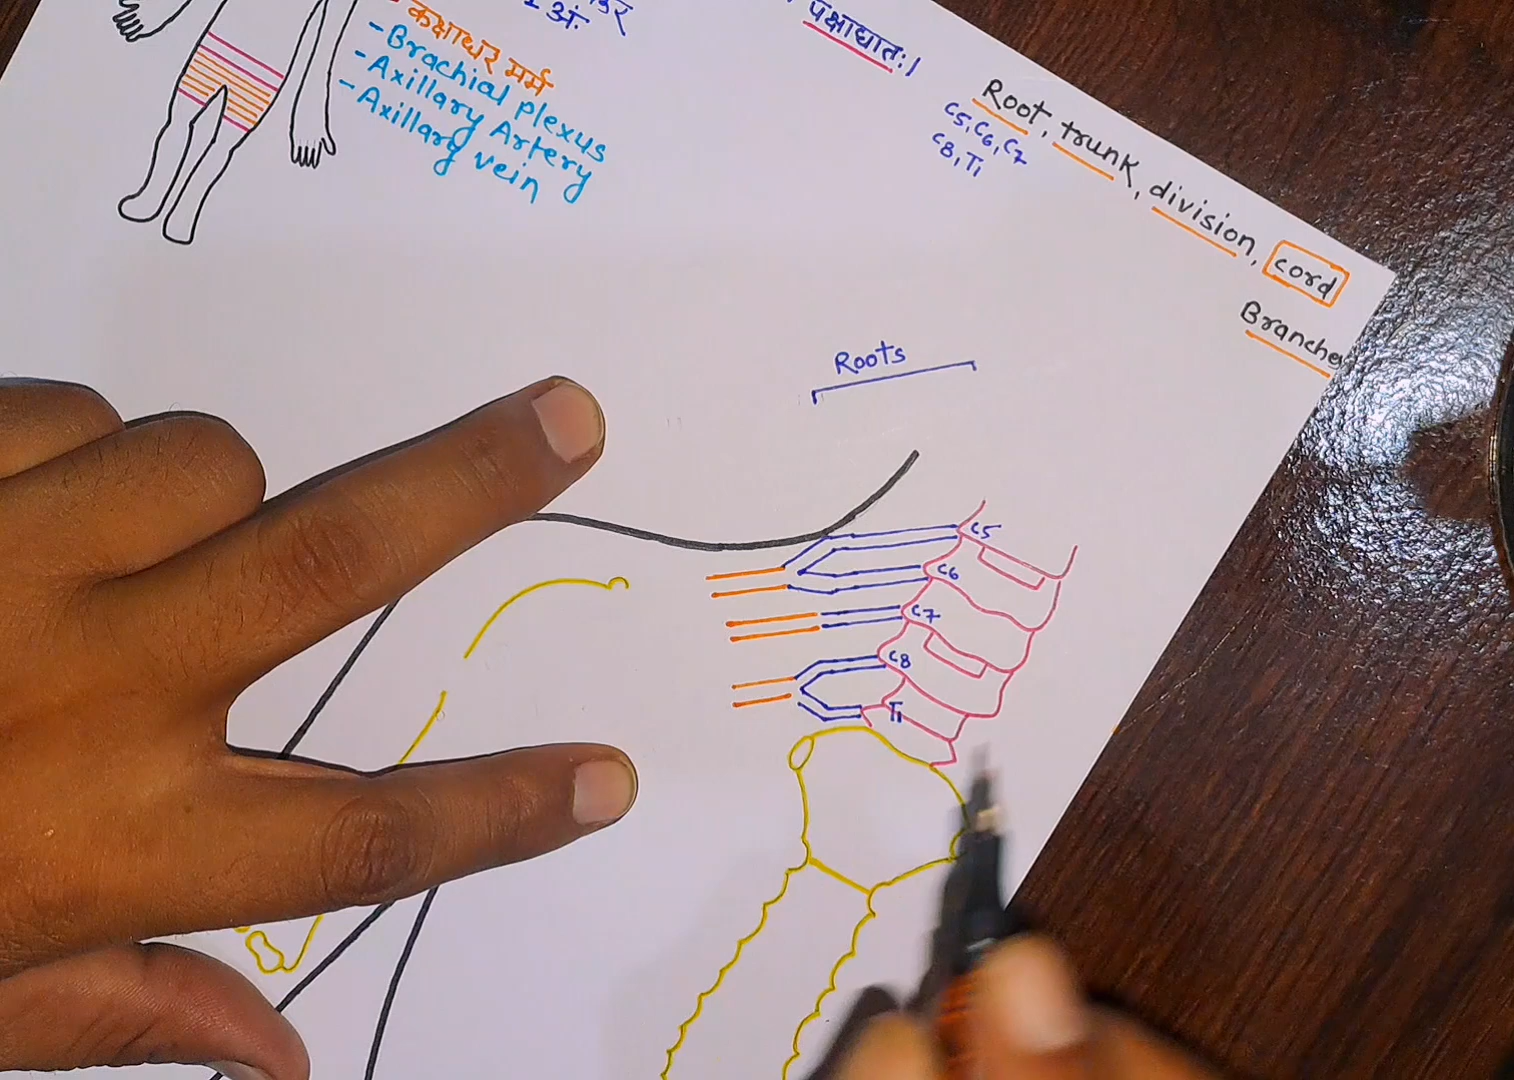 अं.
कक्षाधर मर्म
-Brachial plexus
-Axillary Artery
-Axillary vein
पक्षाघातः।
Root, trunk, division, cord
C5, C6, C7
C8, T1
Branche
Roots
C5
C6
C7
C8
T1